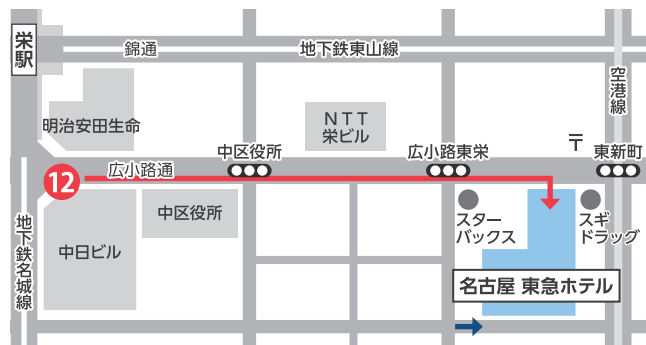 栄駅
錦通
地下鉄東山線
空港線
明治安田生命
NTT
栄ビル
中区役所
広小路東栄
〒
東新町
12
広小路通
地下鉄名城線
中日ビル
中区役所
スター
バックス
スギ
ドラッグ
名古屋 東急ホテル